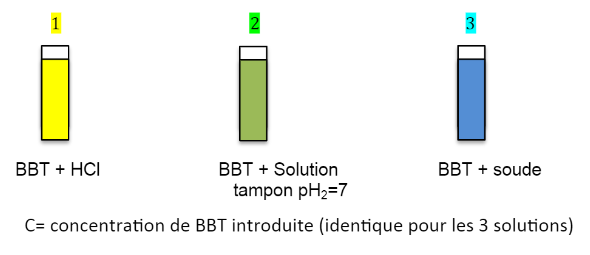 1 2 3
BBT + HCl BBT + Solution tampon pH₂=7 BBT + soude
C= concentration de BBT introduite (identique pour les 3 solutions)